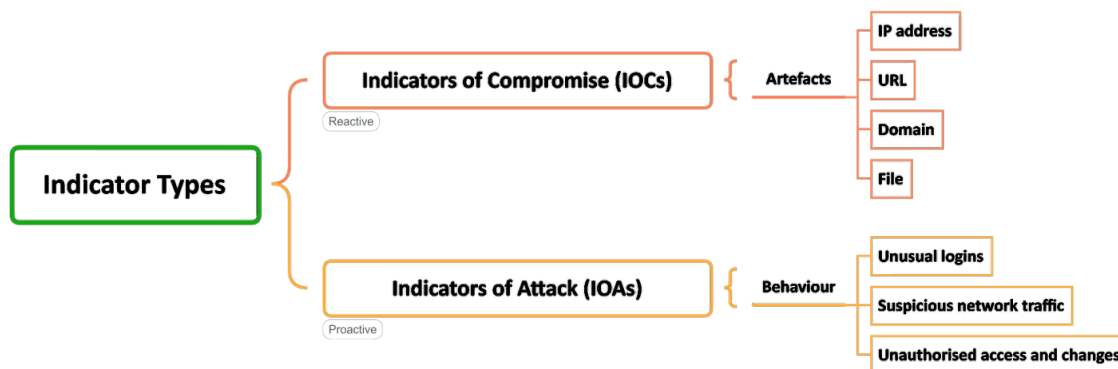 Indicator Types
Indicators of Compromise (IOCs)
Reactive
Artefacts
IP address
URL
Domain
File
Indicators of Attack (IOAs)
Proactive
Behaviour
Unusual logins
Suspicious network traffic
Unauthorised access and changes